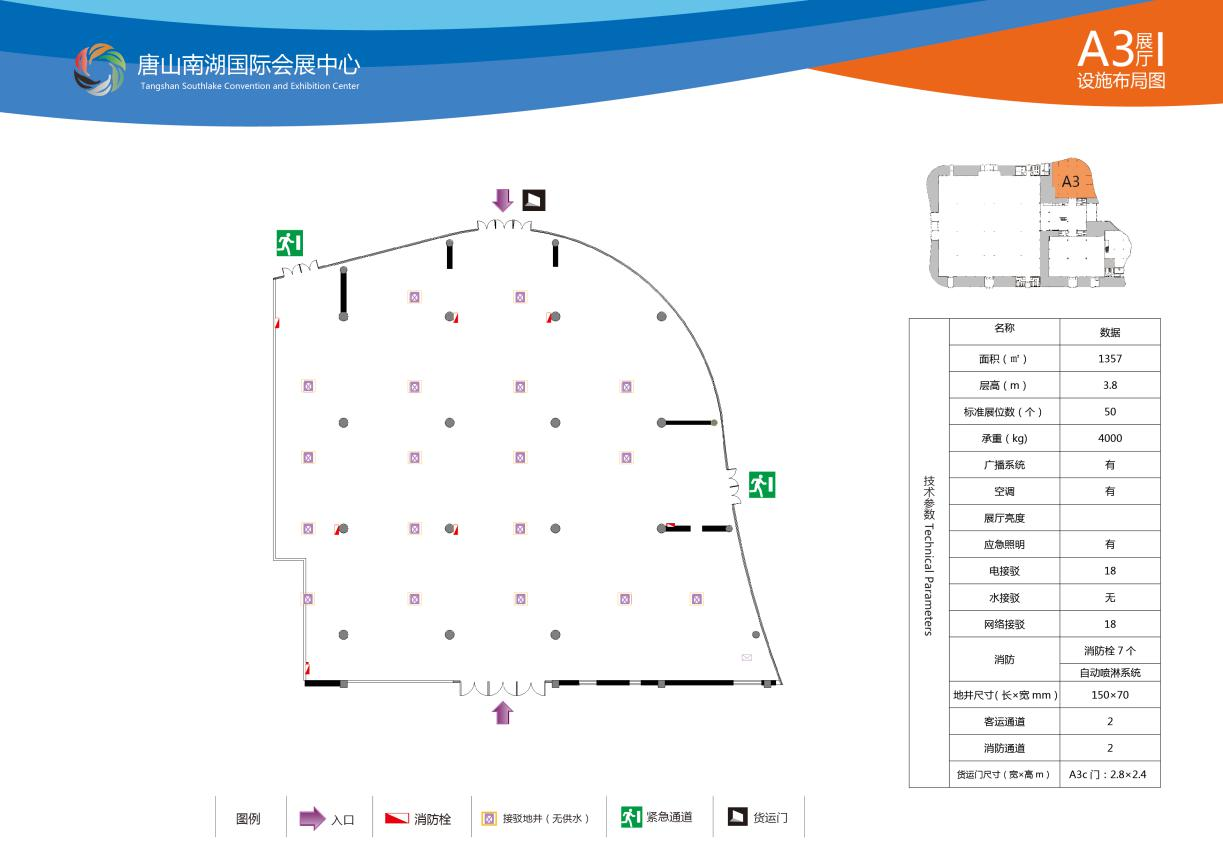 唐山南湖国际会展中心
Tangshan Southlake Convention and Exhibition Center
A3展厅I
设施布局图
A3
技术参数 Technical Parameters
名称 数据
面积（㎡） 1357
层高（m） 3.8
标准展位数（个） 50
承重（kg) 4000
广播系统 有
空调 有
展厅亮度
应急照明 有
电接驳 18
水接驳 无
网络接驳 18
消防 消防栓 7 个
自动喷淋系统
地井尺寸（长×宽 mm） 150×70
客运通道 2
消防通道 2
货运门尺寸（宽×高 m） A3c 门：2.8×2.4
图例 入口 消防栓 接驳地井（无供水） 紧急通道 货运门